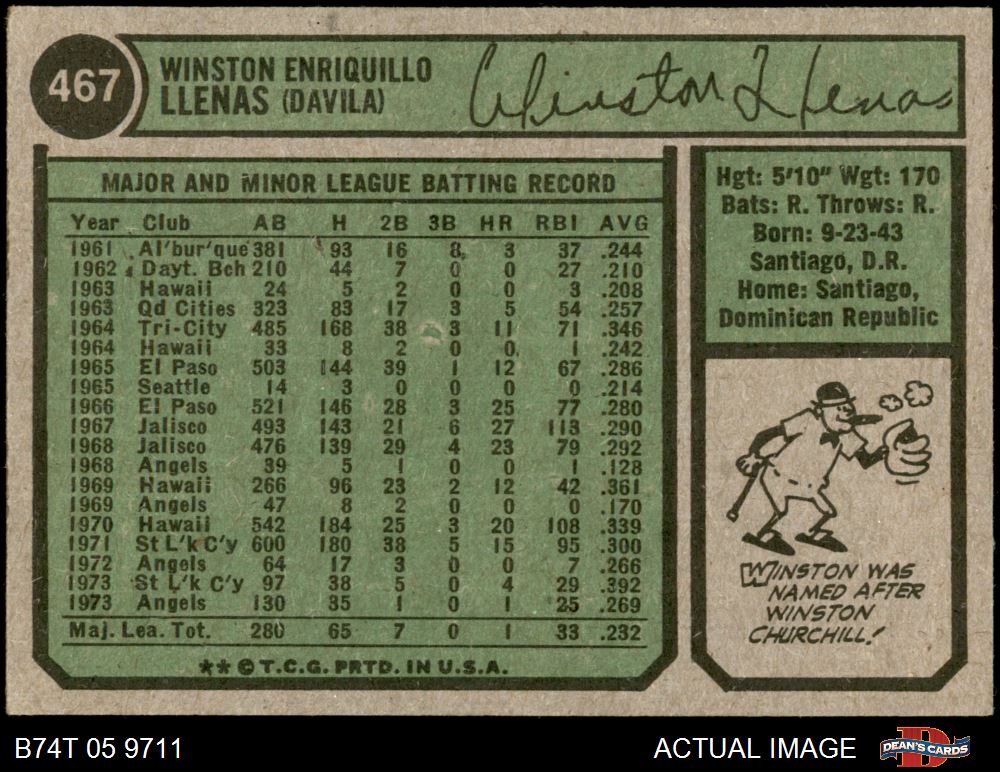 467
WINSTON ENRIQUILLO
LLENAS (DAVILA)
Winston Llenas
MAJOR AND MINOR LEAGUE BATTING RECORD
Year Club AB H 2B 3B HR RBI AVG
1961 Al'bur'que 381 93 16 8 3 37 .244
1962 Dayt. Bch 210 44 7 0 0 27 .210
1963 Hawaii 24 5 2 0 0 3 .208
1963 Qd Cities 323 83 17 3 5 54 .257
1964 Tri-City 485 168 38 3 11 71 .346
1964 Hawaii 33 8 2 0 0 1 .242
1965 El Paso 503 144 39 1 12 67 .286
1965 Seattle 14 3 0 0 0 0 .214
1966 El Paso 521 146 28 3 25 77 .280
1967 Jalisco 493 143 21 6 27 113 .290
1968 Jalisco 476 139 29 4 23 79 .292
1968 Angels 39 5 1 0 0 1 .128
1969 Hawaii 266 96 23 2 12 42 .361
1969 Angels 47 8 2 0 0 0 .170
1970 Hawaii 542 184 25 3 20 108 .339
1971 St L'k C'y 600 180 38 5 15 95 .300
1972 Angels 64 17 3 0 0 7 .266
1973 St L'k C'y 97 38 5 0 4 29 .392
1973 Angels 130 35 1 0 1 25 .269
Maj. Lea. Tot. 280 65 7 0 1 33 .232
**©T.C.G. PRTD. IN U.S.A.
Hgt: 5'10" Wgt: 170
Bats: R. Throws: R.
Born: 9-23-43
Santiago, D.R.
Home: Santiago,
Dominican Republic
WINSTON WAS
NAMED AFTER
WINSTON
CHURCHILL!
B74T 05 9711
ACTUAL IMAGE
DEAN'S CARDS